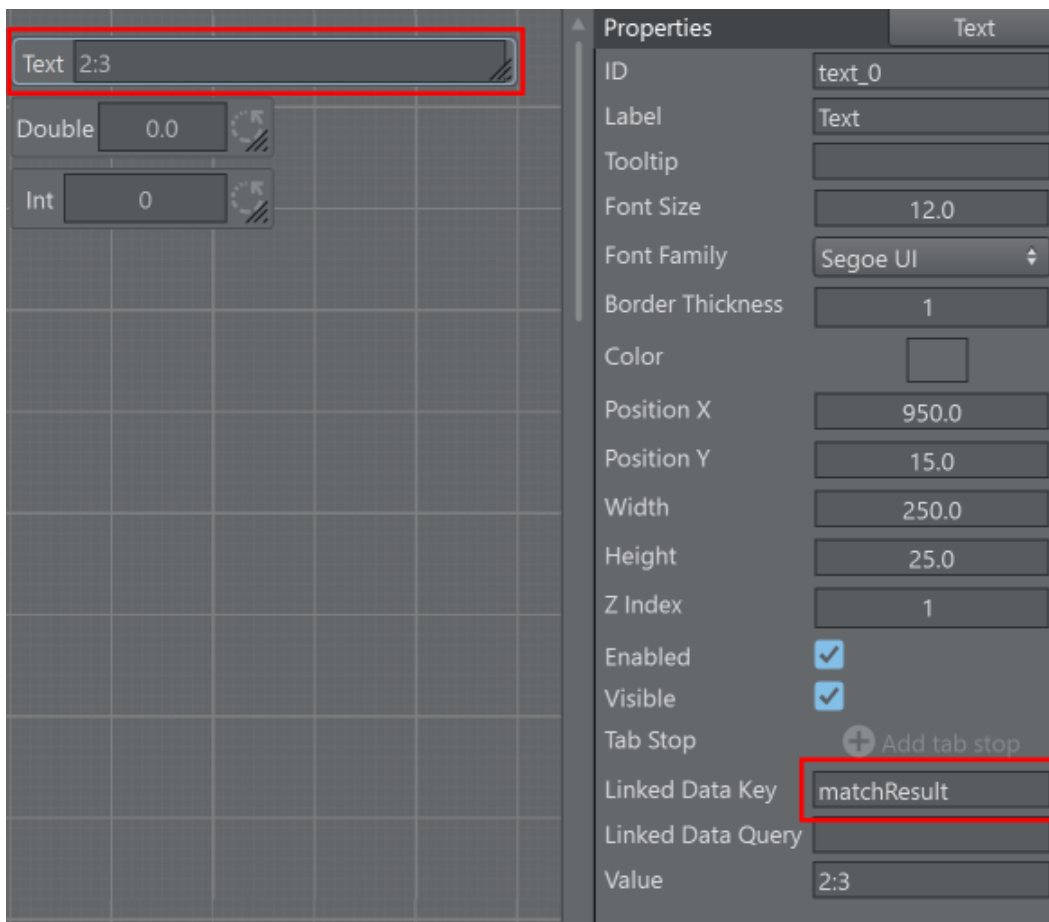 Text 2:3
Double 0.0
Int 0
Properties Text
ID text_0
Label Text
Tooltip
Font Size 12.0
Font Family Segoe UI
Border Thickness 1
Color
Position X 950.0
Position Y 15.0
Width 250.0
Height 25.0
Z Index 1
Enabled
Visible
Tab Stop Add tab stop
Linked Data Key matchResult
Linked Data Query
Value 2:3